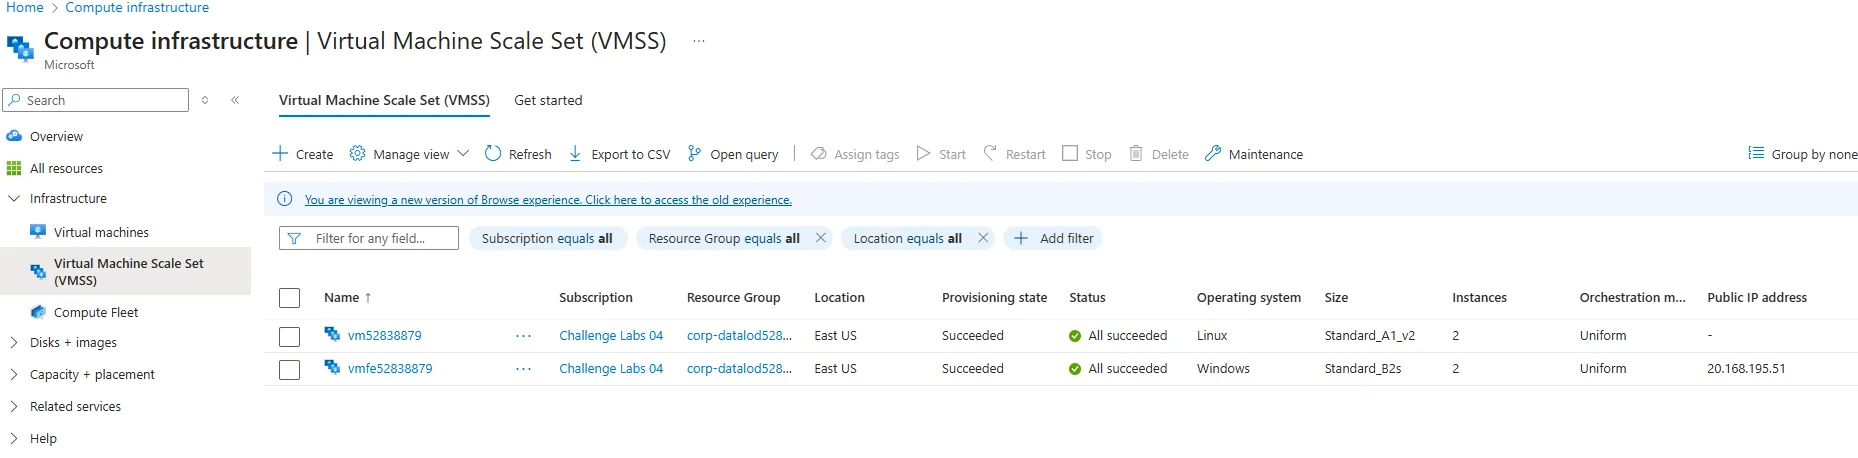 Home > Compute infrastructure
Compute infrastructure | Virtual Machine Scale Set (VMSS) ...
Microsoft
Search
Overview
All resources
Infrastructure
Virtual machines
Virtual Machine Scale Set
(VMSS)
Compute Fleet
Disks + images
Capacity + placement
Related services
Help
Virtual Machine Scale Set (VMSS) Get started
Create Manage view Refresh Export to CSV Open query Assign tags Start Restart Stop Delete Maintenance Group by none
You are viewing a new version of Browse experience. Click here to access the old experience.
Filter for any field... Subscription equals all Resource Group equals all Location equals all Add filter
Name ↑ Subscription Resource Group Location Provisioning state Status Operating system Size Instances Orchestration m... Public IP address
vm52838879 ... Challenge Labs 04 corp-datalod528... East US Succeeded All succeeded Linux Standard_A1_v2 2 Uniform -
vmfe52838879 ... Challenge Labs 04 corp-datalod528... East US Succeeded All succeeded Windows Standard_B2s 2 Uniform 20.168.195.51